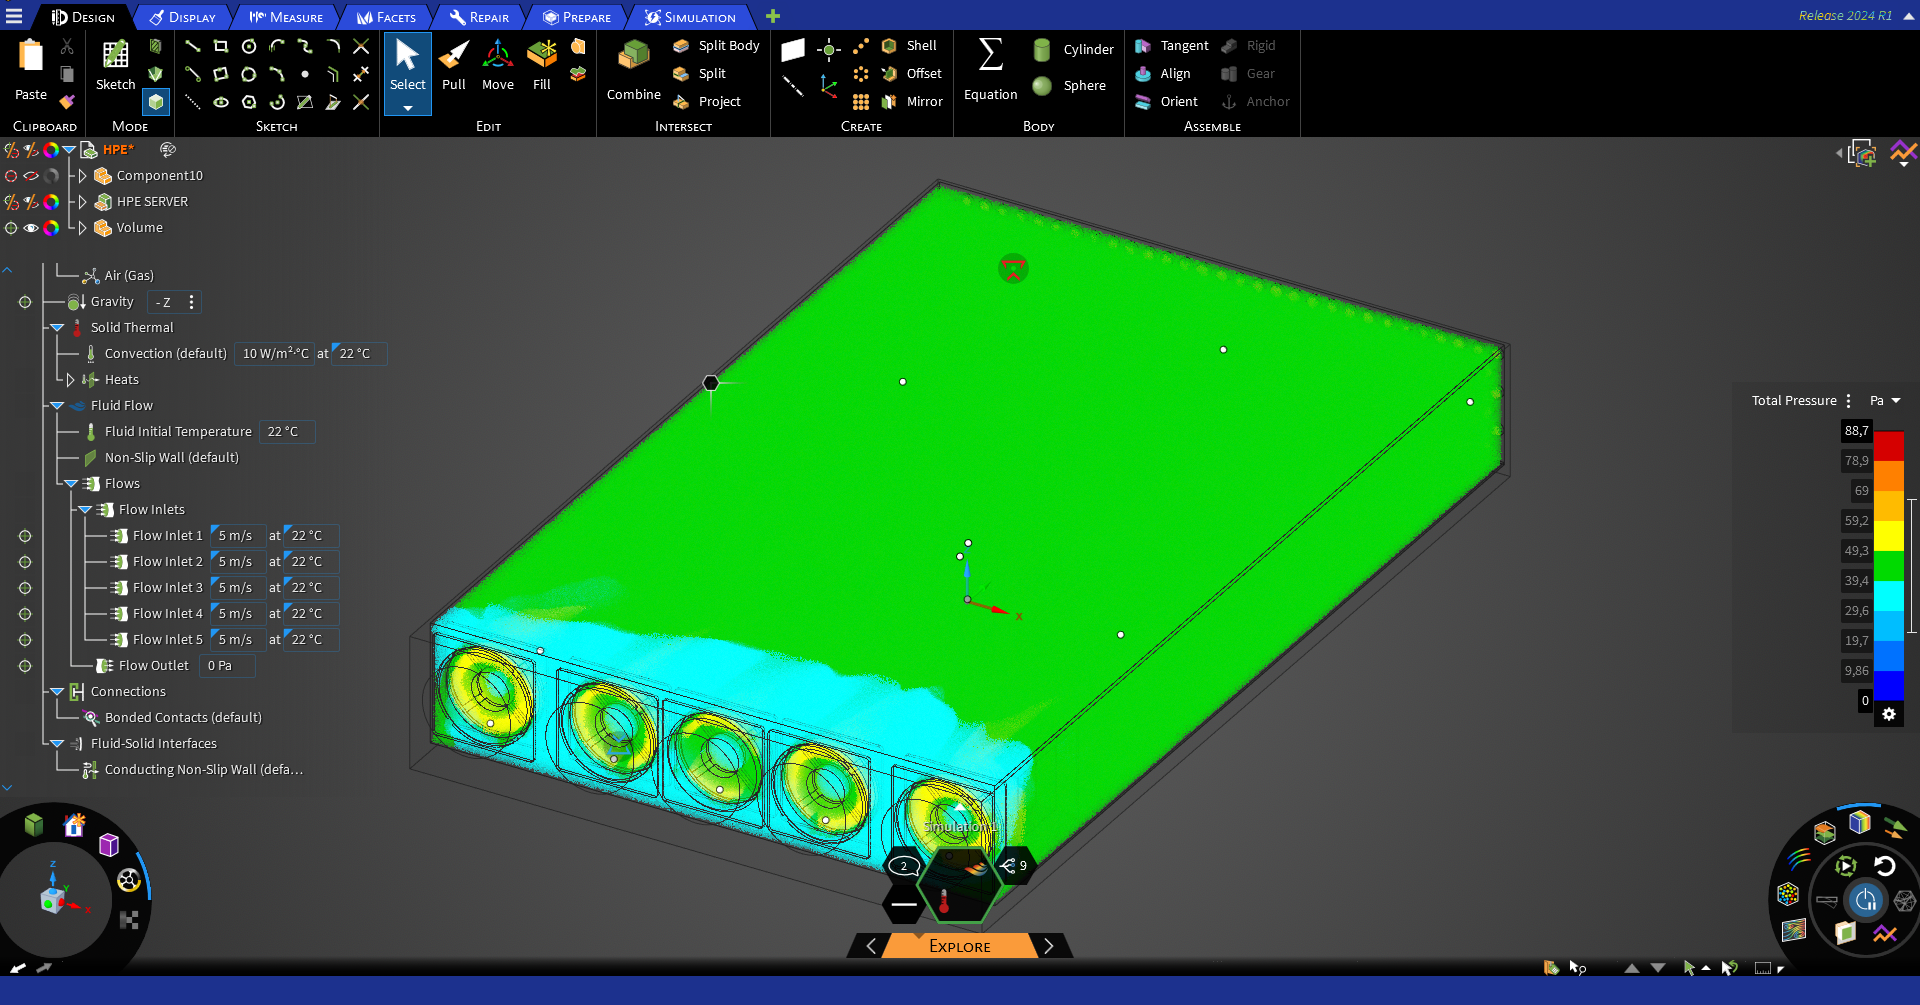 Design Display Measure Facets Repair Prepare Simulation
Release 2024 R1
Paste
Clipboard
Sketch
Mode
Sketch
Select Pull Move Fill
Edit
Combine
Split Body
Split
Project
Intersect
Shell
Offset
Mirror
Create
Equation
Cylinder
Sphere
Body
Tangent
Align
Orient
Rigid
Gear
Anchor
Assemble
HPE*
Component10
HPE SERVER
Volume
Air (Gas)
Gravity - Z
Solid Thermal
Convection (default) 10 W/m²·°C at 22 °C
Heats
Fluid Flow
Fluid Initial Temperature 22 °C
Non-Slip Wall (default)
Flows
Flow Inlets
Flow Inlet 1 5 m/s at 22 °C
Flow Inlet 2 5 m/s at 22 °C
Flow Inlet 3 5 m/s at 22 °C
Flow Inlet 4 5 m/s at 22 °C
Flow Inlet 5 5 m/s at 22 °C
Flow Outlet 0 Pa
Connections
Bonded Contacts (default)
Fluid-Solid Interfaces
Conducting Non-Slip Wall (defa...
Total Pressure Pa
88,7
78,9
69
59,2
49,3
39,4
29,6
19,7
9,86
0
X
Simulation 1
2
9
Explore
Z
Y
X